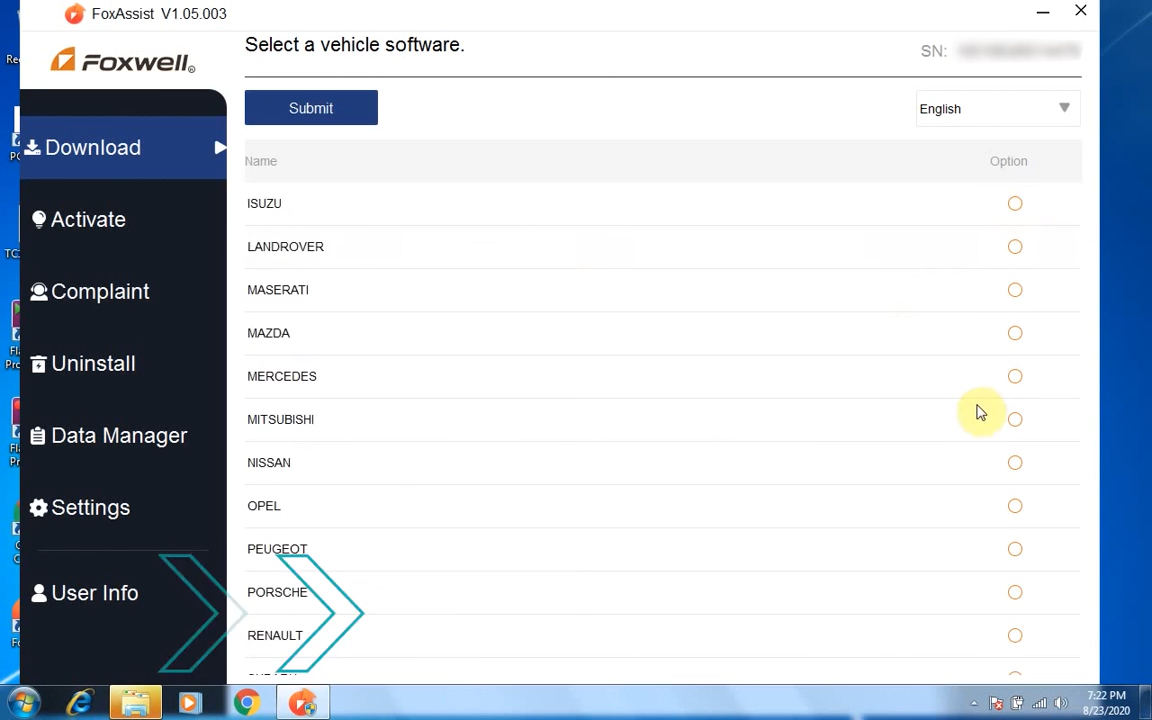 FoxAssist V1.05.003
Foxwell
Select a vehicle software.
SN:
Submit
English
Download
Activate
Complaint
Uninstall
Data Manager
Settings
User Info
Name Option
ISUZU
LANDROVER
MASERATI
MAZDA
MERCEDES
MITSUBISHI
NISSAN
OPEL
PEUGEOT
PORSCHE
RENAULT
7:22 PM
8/23/2020